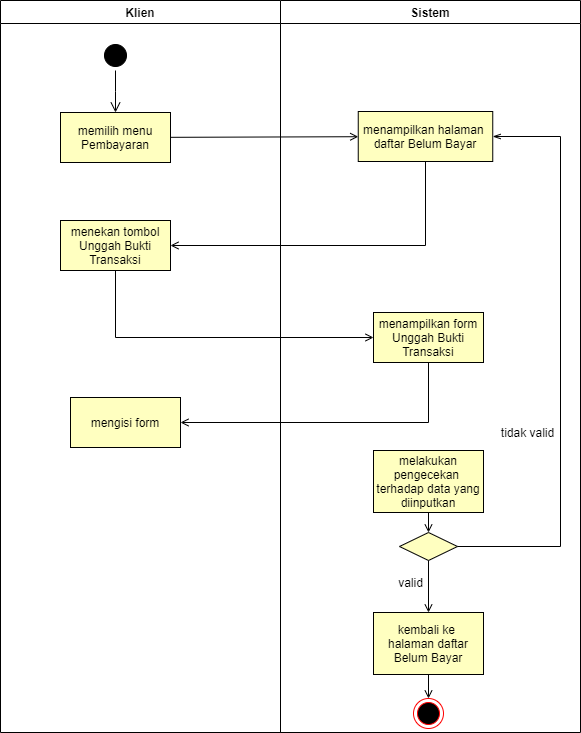 Klien
Sistem
memilih menu
Pembayaran
menampilkan halaman
daftar Belum Bayar
menekan tombol
Unggah Bukti
Transaksi
menampilkan form
Unggah Bukti
Transaksi
mengisi form
tidak valid
melakukan
pengecekan
terhadap data yang
diinputkan
valid
kembali ke
halaman daftar
Belum Bayar